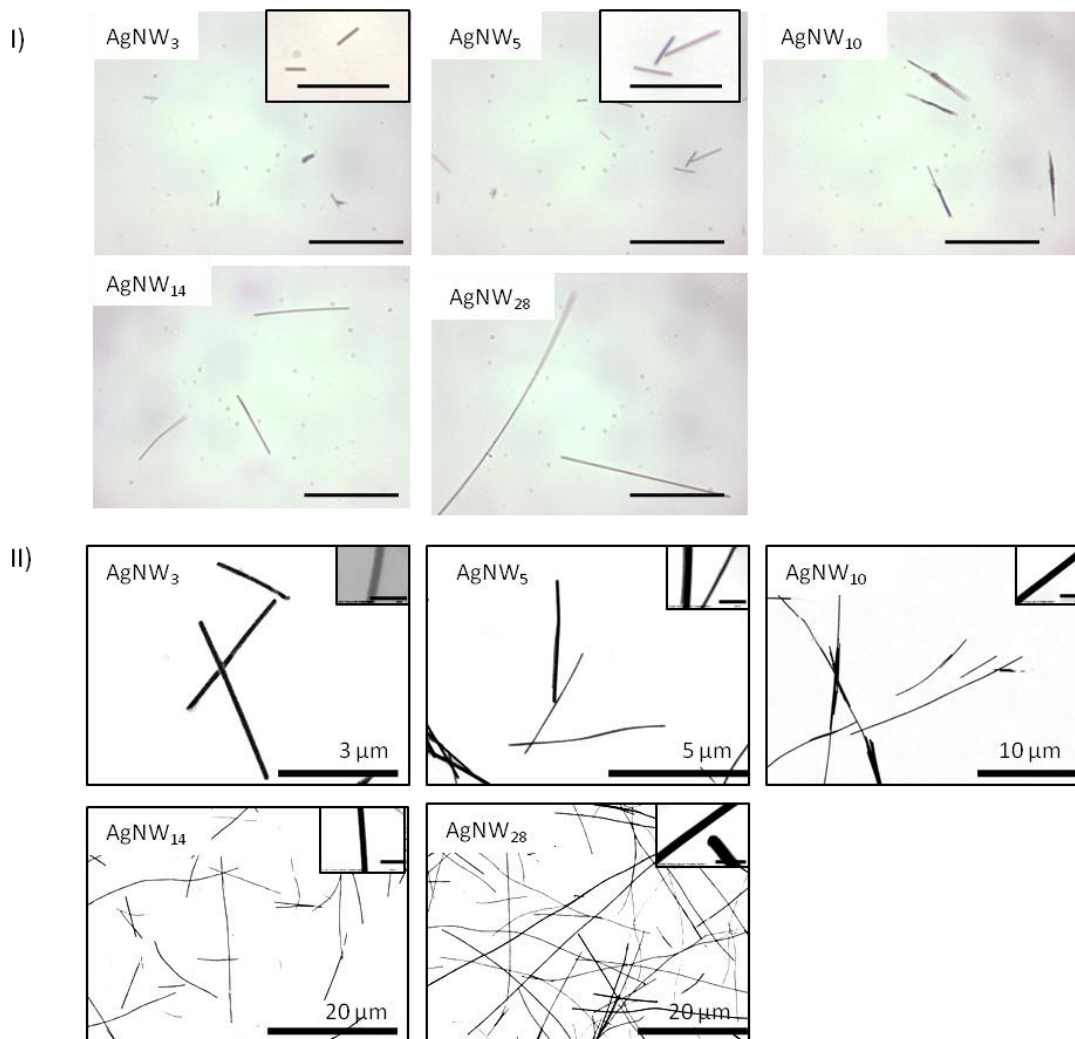 I)
AgNW₃
AgNW₅
AgNW₁₀
AgNW₁₄
AgNW₂₈
II)
AgNW₃
3 µm
AgNW₅
5 µm
AgNW₁₀
10 µm
AgNW₁₄
20 µm
AgNW₂₈
20 µm